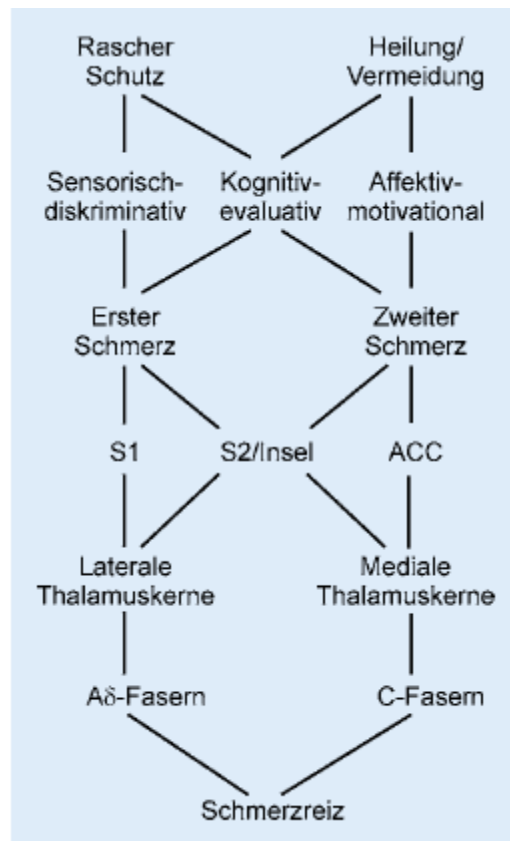 Rascher
Schutz
Heilung/
Vermeidung
Sensorisch-
diskriminativ
Kognitiv-
evaluativ
Affektiv-
motivational
Erster
Schmerz
Zweiter
Schmerz
S1
S2/Insel
ACC
Laterale
Thalamuskerne
Mediale
Thalamuskerne
Aδ-Fasern
C-Fasern
Schmerzreiz